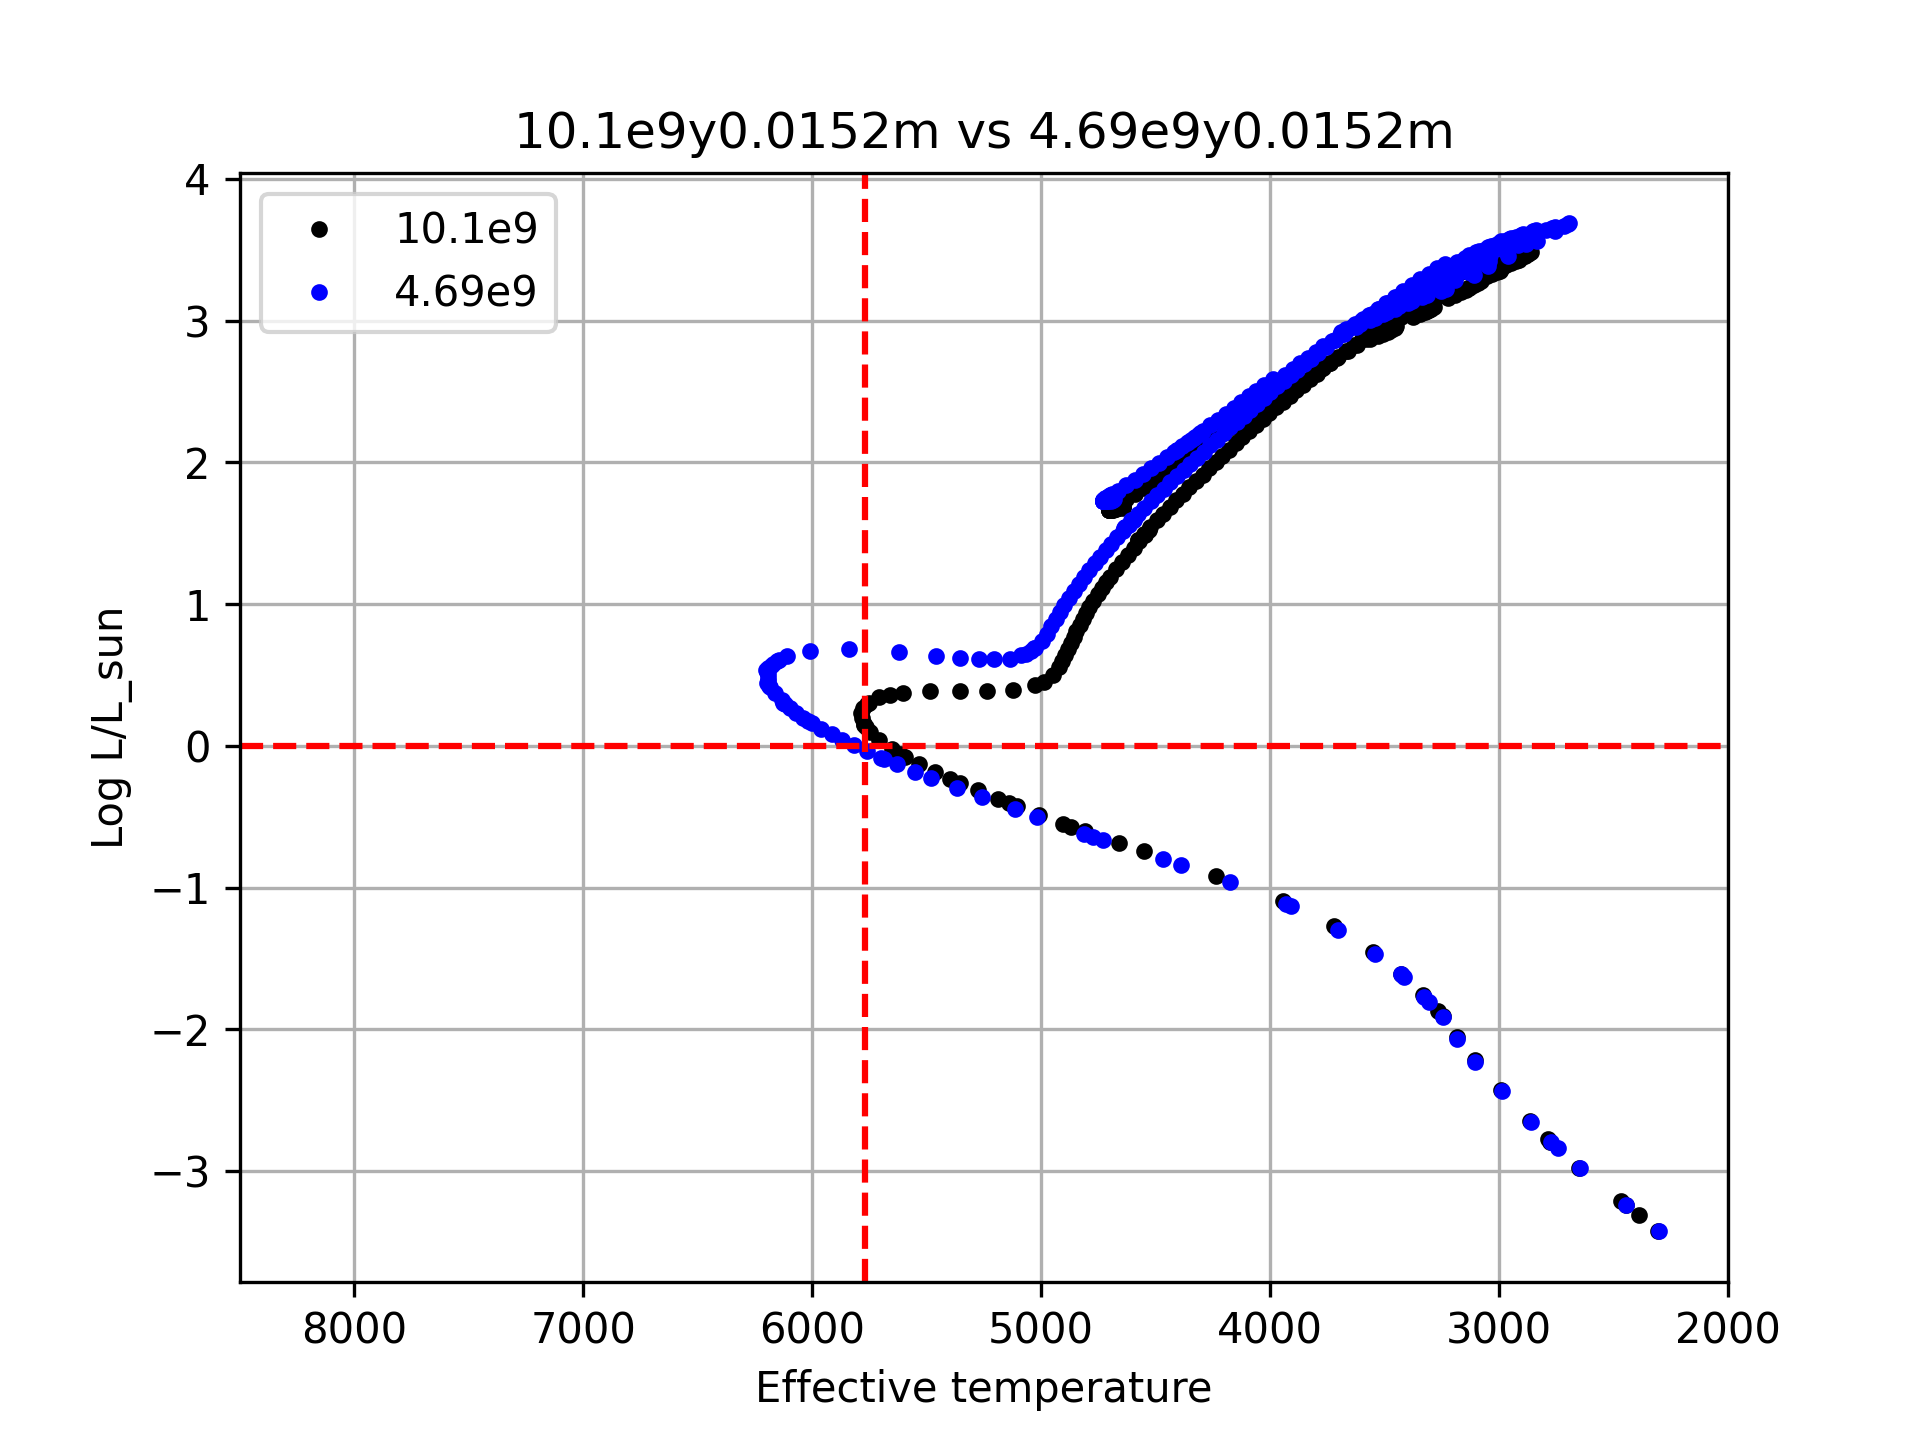 10.1e9y0.0152m vs 4.69e9y0.0152m
10.1e9
4.69e9
4
3
2
1
0
−1
−2
−3
Log L/L_sun
8000 7000 6000 5000 4000 3000 2000
Effective temperature